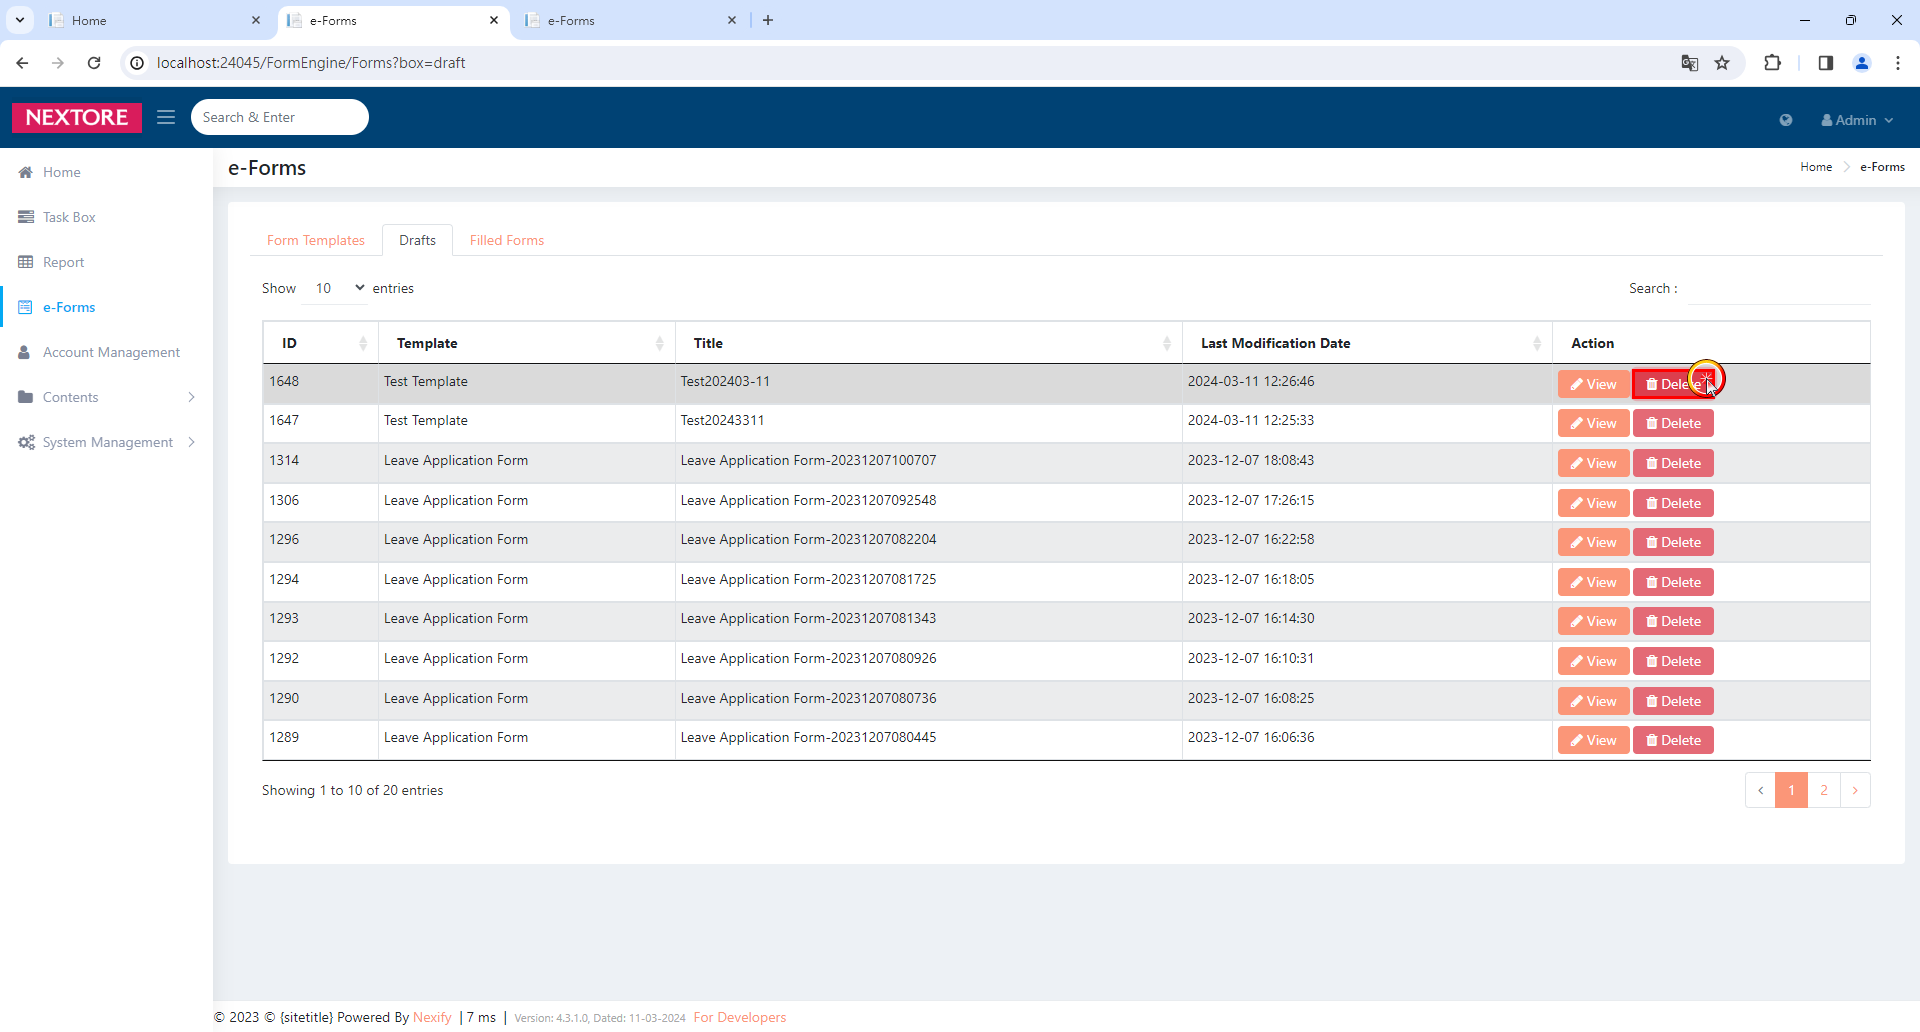 Home
e-Forms
e-Forms
localhost:24045/FormEngine/Forms?box=draft
NEXTORE
Search & Enter
Admin
Home
Task Box
Report
e-Forms
Account Management
Contents
System Management
e-Forms
Home e-Forms
Form Templates Drafts Filled Forms
Show 10 entries
Search :
ID Template Title Last Modification Date Action
1648 Test Template Test202403-11 2024-03-11 12:26:46 View Delete
1647 Test Template Test20243311 2024-03-11 12:25:33 View Delete
1314 Leave Application Form Leave Application Form-20231207100707 2023-12-07 18:08:43 View Delete
1306 Leave Application Form Leave Application Form-20231207092548 2023-12-07 17:26:15 View Delete
1296 Leave Application Form Leave Application Form-20231207082204 2023-12-07 16:22:58 View Delete
1294 Leave Application Form Leave Application Form-20231207081725 2023-12-07 16:18:05 View Delete
1293 Leave Application Form Leave Application Form-20231207081343 2023-12-07 16:14:30 View Delete
1292 Leave Application Form Leave Application Form-20231207080926 2023-12-07 16:10:31 View Delete
1290 Leave Application Form Leave Application Form-20231207080736 2023-12-07 16:08:25 View Delete
1289 Leave Application Form Leave Application Form-20231207080445 2023-12-07 16:06:36 View Delete
Showing 1 to 10 of 20 entries
1 2
© 2023 © {sitetitle} Powered By Nexify | 7 ms | Version: 4.3.1.0, Dated: 11-03-2024 For Developers